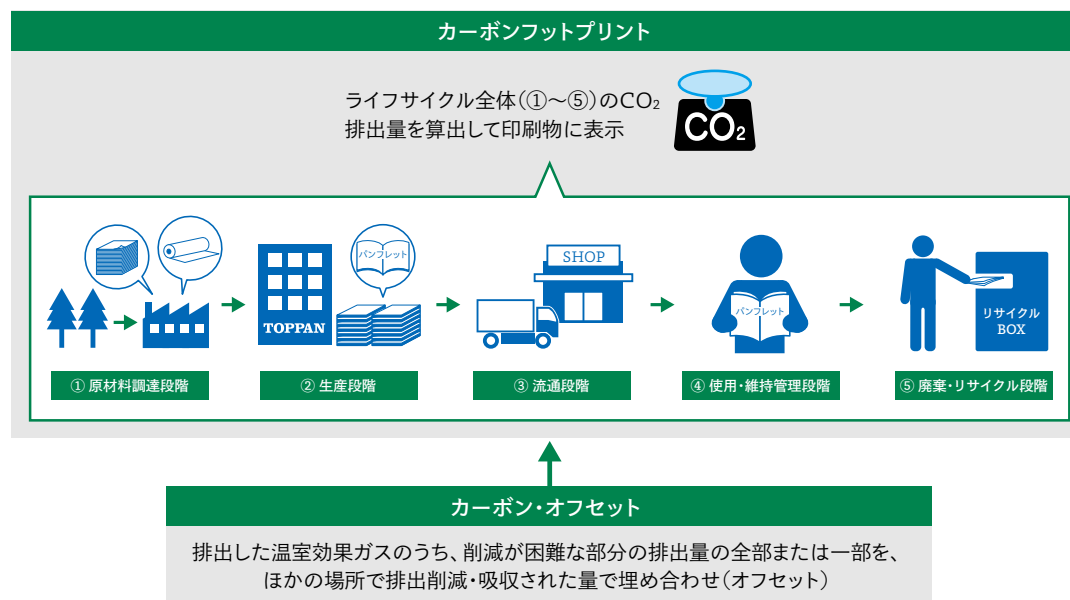 カーボンフットプリント
ライフサイクル全体(①〜⑤)のCO₂
排出量を算出して印刷物に表示
CO₂
パンフレット
TOPPAN
SHOP
パンフレット
リサイクル
BOX
① 原材料調達段階
② 生産段階
③ 流通段階
④ 使用・維持管理段階
⑤ 廃棄・リサイクル段階
カーボン・オフセット
排出した温室効果ガスのうち、削減が困難な部分の排出量の全部または一部を、
ほかの場所で排出削減・吸収された量で埋め合わせ(オフセット)